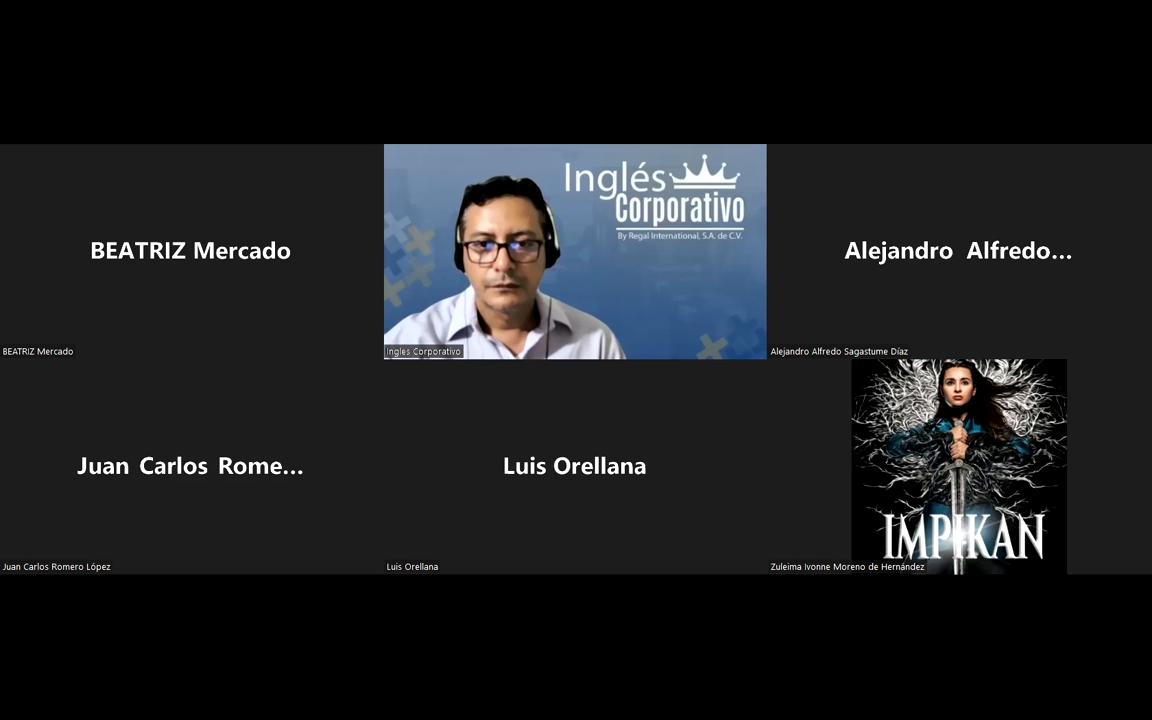 BEATRIZ Mercado
BEATRIZ Mercado
Inglés
Corporativo
By Regal International, S.A. de C.V.
Ingles Corporativo
Alejandro Alfredo...
Alejandro Alfredo Sagastume Díaz
Juan Carlos Rome...
Juan Carlos Romero López
Luis Orellana
Luis Orellana
IMPIKAN
Zuleima Ivonne Moreno de Hernández